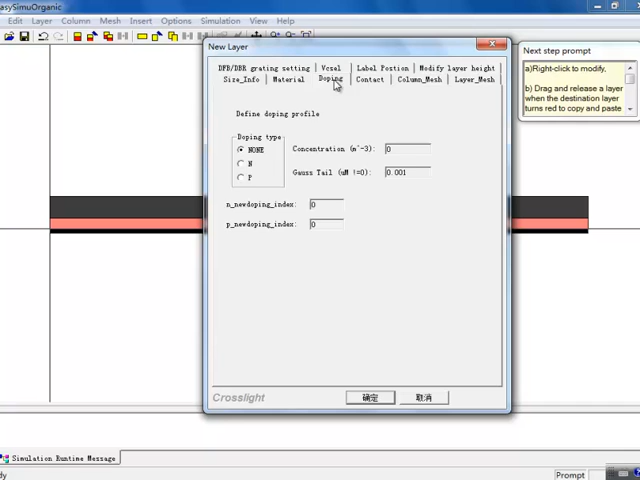 asySimuOrganic
Edit Layer Column Mesh Insert Options Simulation View Help
New Layer
DFB/DBR grating setting Vcsel Label Postion Modify layer height
Size_Info Material Doping Contact Column_Mesh Layer_Mesh
Define doping profile
Doping type
NONE
N
P
Concentration (m^-3): 0
Gauss Tail (uM !=0): 0.001
n_newdoping_index: 0
p_newdoping_index: 0
Crosslight
确定 取消
Next step prompt
a)Right-click to modify,
b) Drag and release a layer
when the destination layer
turns red to copy and paste
Simulation Runtime Message
dy
Prompt